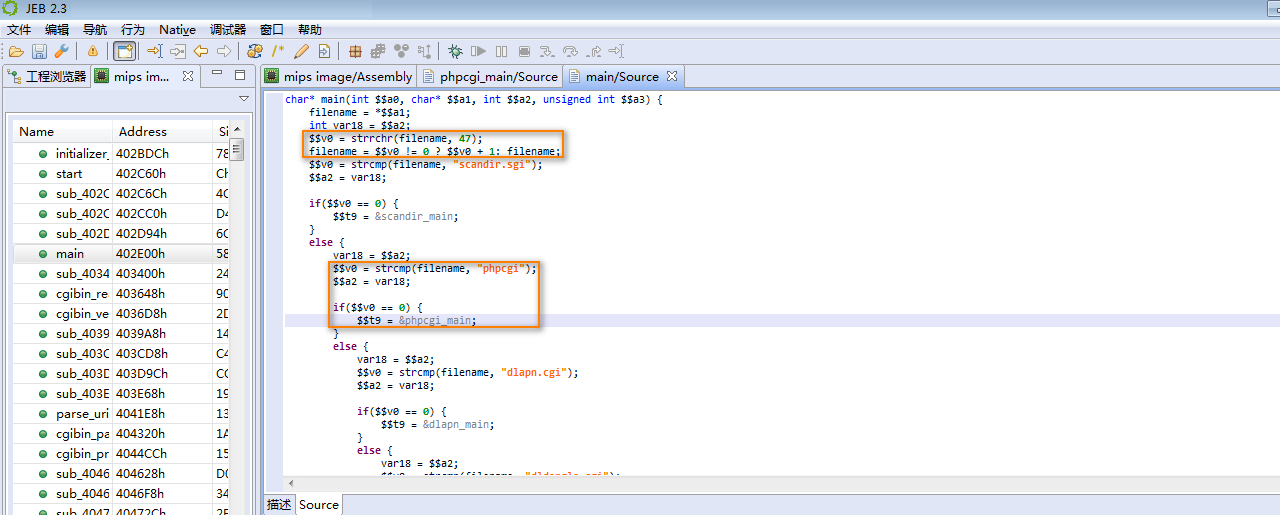 JEB 2.3
文件 编辑 导航 行为 Native 调试器 窗口 帮助
工程浏览器 mips im...
Name Address Si
initializer_ 402BDCh 78
start 402C60h Ch
sub_402C 402C6Ch 4C
sub_402C 402CC0h D4
sub_402D 402D94h 6C
main 402E00h 58
sub_4034 403400h 24
cgibin_re 403648h 90
cgibin_ve 4036D8h 2D
sub_4039 4039A8h 14
sub_403C 403CD8h C4
sub_403D 403D9Ch CC
sub_403E 403E68h 19
parse_uri 4041E8h 13
cgibin_pa 404320h 1A
cgibin_pr 4044CCh 15
sub_4046 404628h D0
sub_4046 4046F8h 34
sub_4047 40472Ch 2F
mips image/Assembly phpcgi_main/Source main/Source
char* main(int $$a0, char* $$a1, int $$a2, unsigned int $$a3) {
filename = *$$a1;
int var18 = $$a2;
$$v0 = strrchr(filename, 47);
filename = $$v0 != 0 ? $$v0 + 1: filename;
$$v0 = strcmp(filename, "scandir.sgi");
$$a2 = var18;
if($$v0 == 0) {
$$t9 = &scandir_main;
}
else {
var18 = $$a2;
$$v0 = strcmp(filename, "phpcgi");
$$a2 = var18;
if($$v0 == 0) {
$$t9 = &phpcgi_main;
}
else {
var18 = $$a2;
$$v0 = strcmp(filename, "dlapn.cgi");
$$a2 = var18;
if($$v0 == 0) {
$$t9 = &dlapn_main;
}
else {
var18 = $$a2;
$$v0 = strcmp(filename,
描述 Source